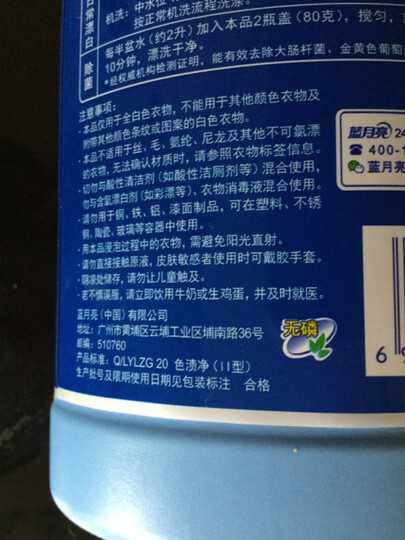 日常漂白
机洗：中水位
按正常机洗流程洗涤。
除菌
每半盆水（约2升）加入本品2瓶盖（80克），搅匀，
10分钟，漂洗干净。
*经权威机构检测证明，能有效去除大肠杆菌、金黄色葡萄
注意事项：
·本品仅用于全白色衣物，不能用于其他颜色衣物及
附带其他颜色条纹或图案的白色衣物。
·本品不适用于丝、毛、氨纶、尼龙及其他不可氯漂
的衣物，无法确认材质时，请参照衣物标签信息。
·切勿与酸性清洁剂（如酸性洁厕剂等）混合使用，
勿与含氧漂白剂（如彩漂等）、衣物消毒液混合使用。
·请勿用于铜、铁、铝、漆面制品，可在塑料、不锈
钢、陶瓷、玻璃等容器中使用。
·用本品浸泡过程中的衣物，需避免阳光直射。
·请勿直接接触原液，皮肤敏感者使用时可戴胶手套。
·阴凉处储存，请勿让儿童触及。
·若不慎误服，请立即饮用牛奶或生鸡蛋，并及时就医。
蓝月亮（中国）有限公司
地址：广州市黄埔区云埔工业区埔南路36号
邮编：510760
产品标准：Q/LYLZG 20 色渍净（II型）
生产批号及限期使用日期见包装标注 合格
无磷
蓝月亮 24
400-1
蓝月亮
6 9